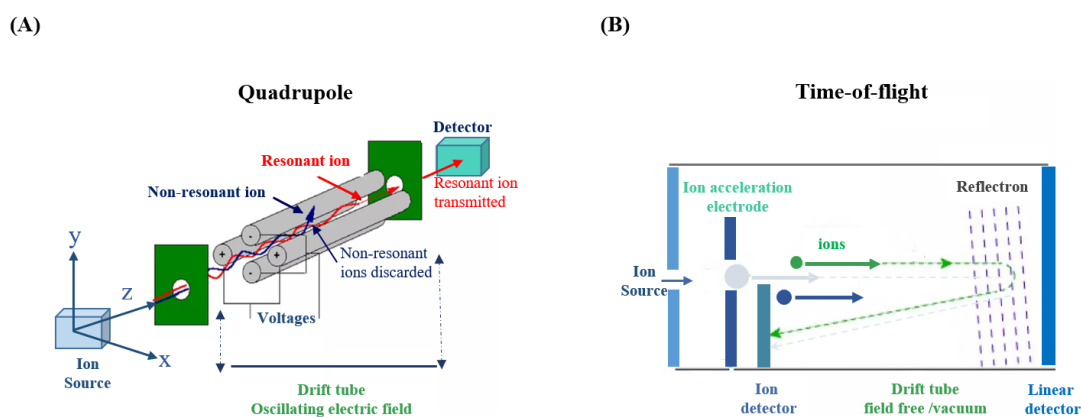 (A)
Quadrupole
Detector
Resonant ion
Resonant ion
transmitted
Non-resonant ion
Non-resonant
ions discarded
-
+
+
-
y
z
x
Voltages
Ion
Source
Drift tube
Oscillating electric field
(B)
Time-of-flight
Ion acceleration
electrode
Reflectron
ions
Ion
Source
Ion
detector
Drift tube
field free /vacuum
Linear
detector